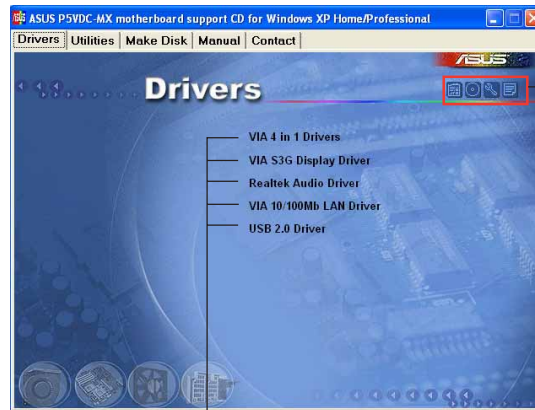 ASUS P5VDC-MX motherboard support CD for Windows XP Home/Professional
Drivers Utilities Make Disk Manual Contact
ASUS
Drivers
VIA 4 in 1 Drivers
VIA S3G Display Driver
Realtek Audio Driver
VIA 10/100Mb LAN Driver
USB 2.0 Driver